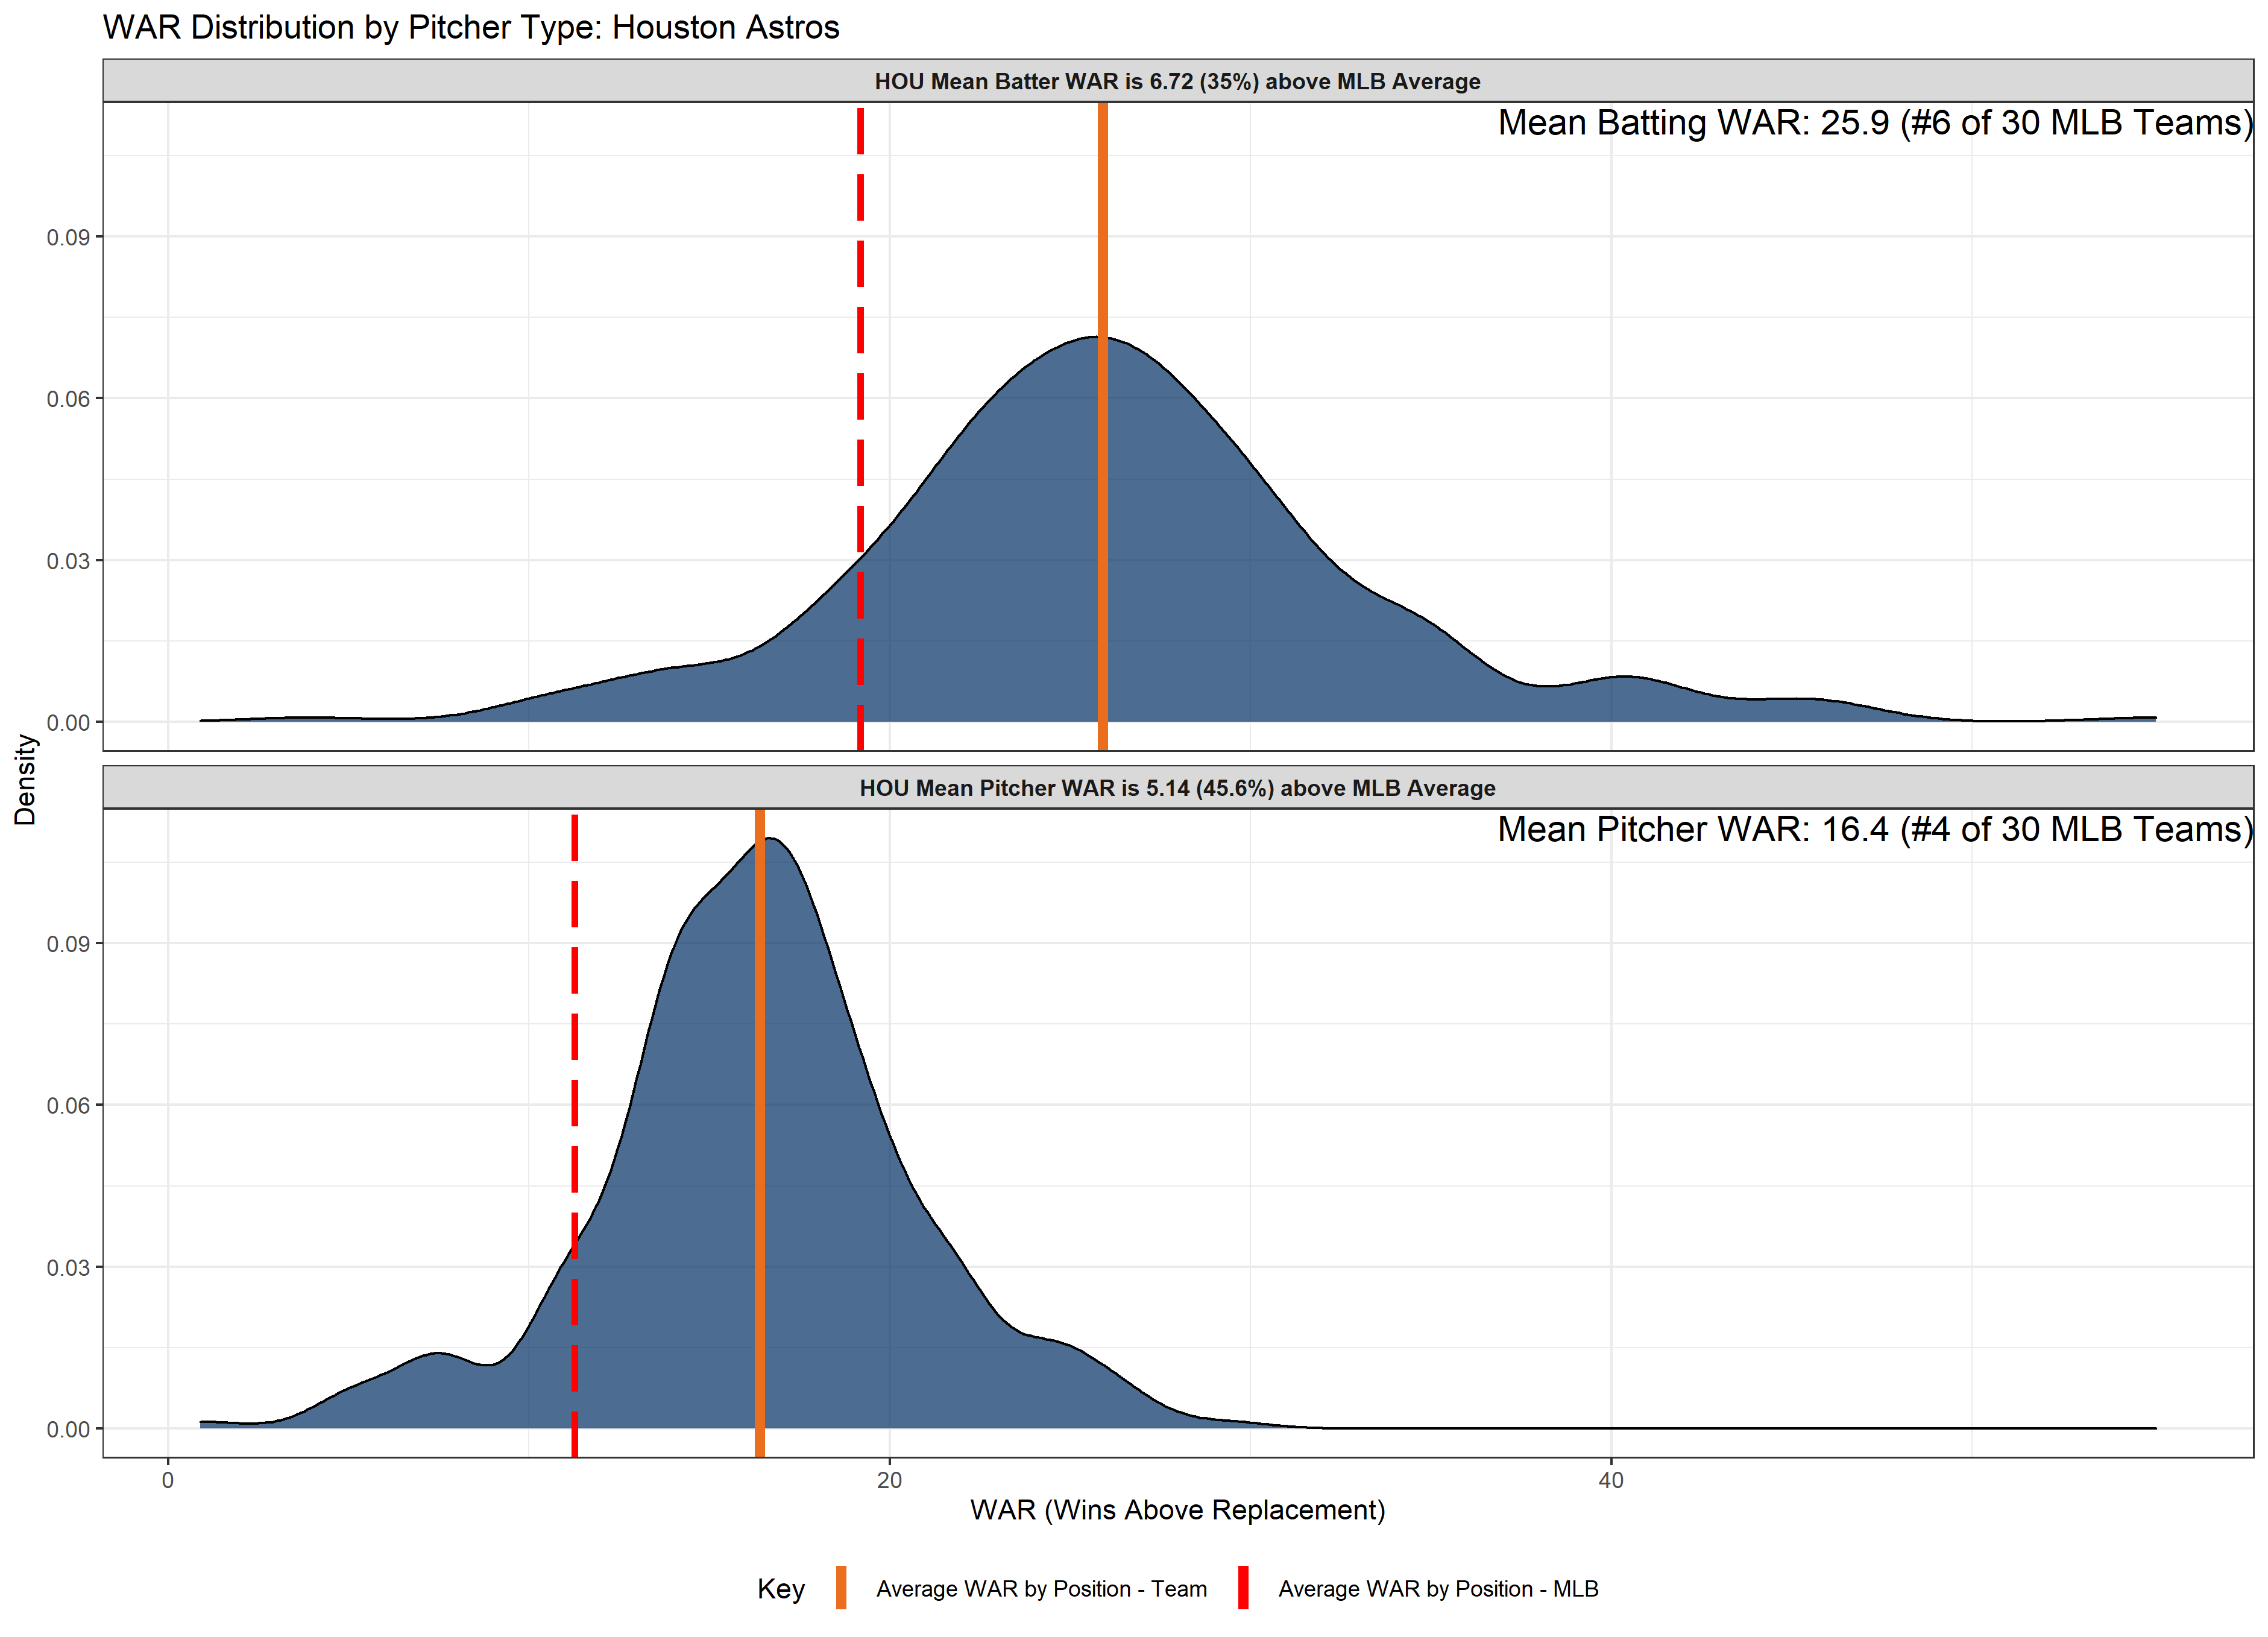 WAR Distribution by Pitcher Type: Houston Astros
HOU Mean Batter WAR is 6.72 (35%) above MLB Average
Mean Batting WAR: 25.9 (#6 of 30 MLB Teams)
0.09
0.06
0.03
0.00
Density
HOU Mean Pitcher WAR is 5.14 (45.6%) above MLB Average
Mean Pitcher WAR: 16.4 (#4 of 30 MLB Teams)
0.09
0.06
0.03
0.00
0 20 40
WAR (Wins Above Replacement)
Key Average WAR by Position - Team Average WAR by Position - MLB